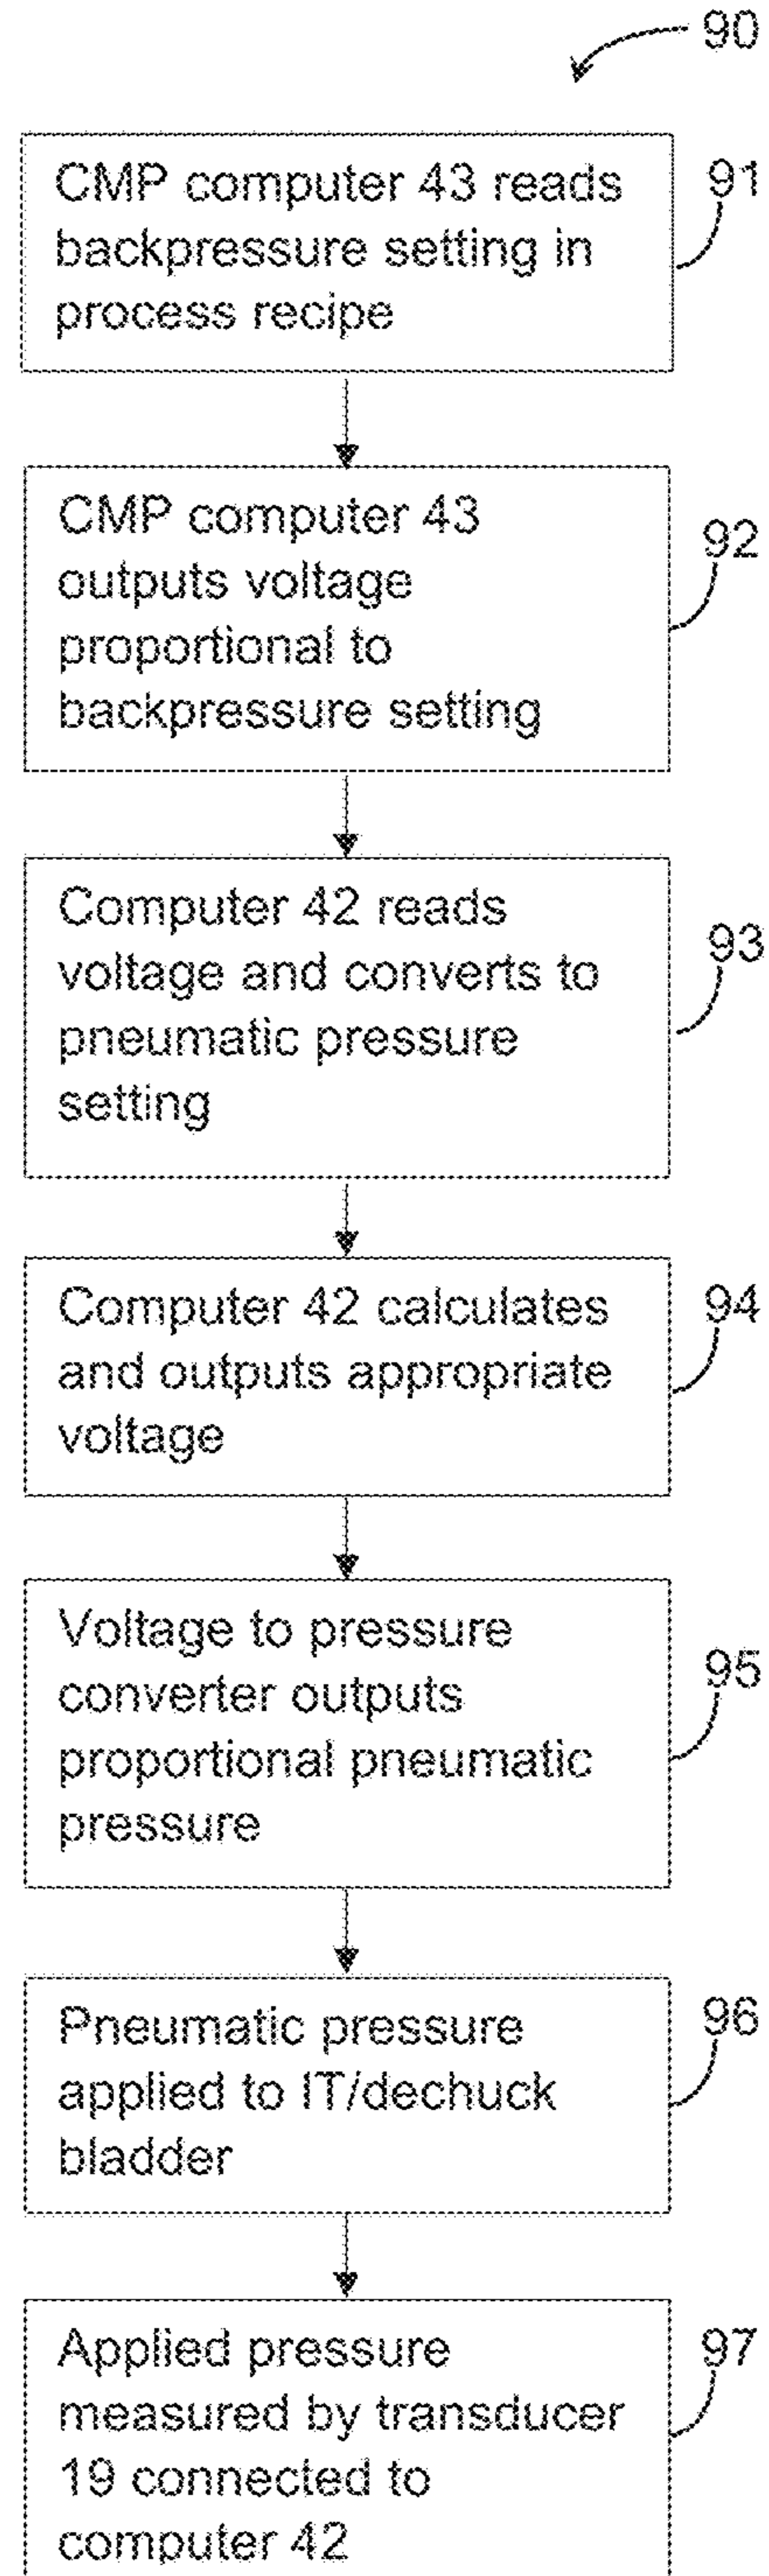 90
CMP computer 43 reads
backpressure setting in
process recipe
91
CMP computer 43
outputs voltage
proportional to
backpressure setting
92
Computer 42 reads
voltage and converts to
pneumatic pressure
setting
93
Computer 42 calculates
and outputs appropriate
voltage
94
Voltage to pressure
converter outputs
proportional pneumatic
pressure
95
Pneumatic pressure
applied to IT/dechuck
bladder
96
Applied pressure
measured by transducer
19 connected to
computer 42
97